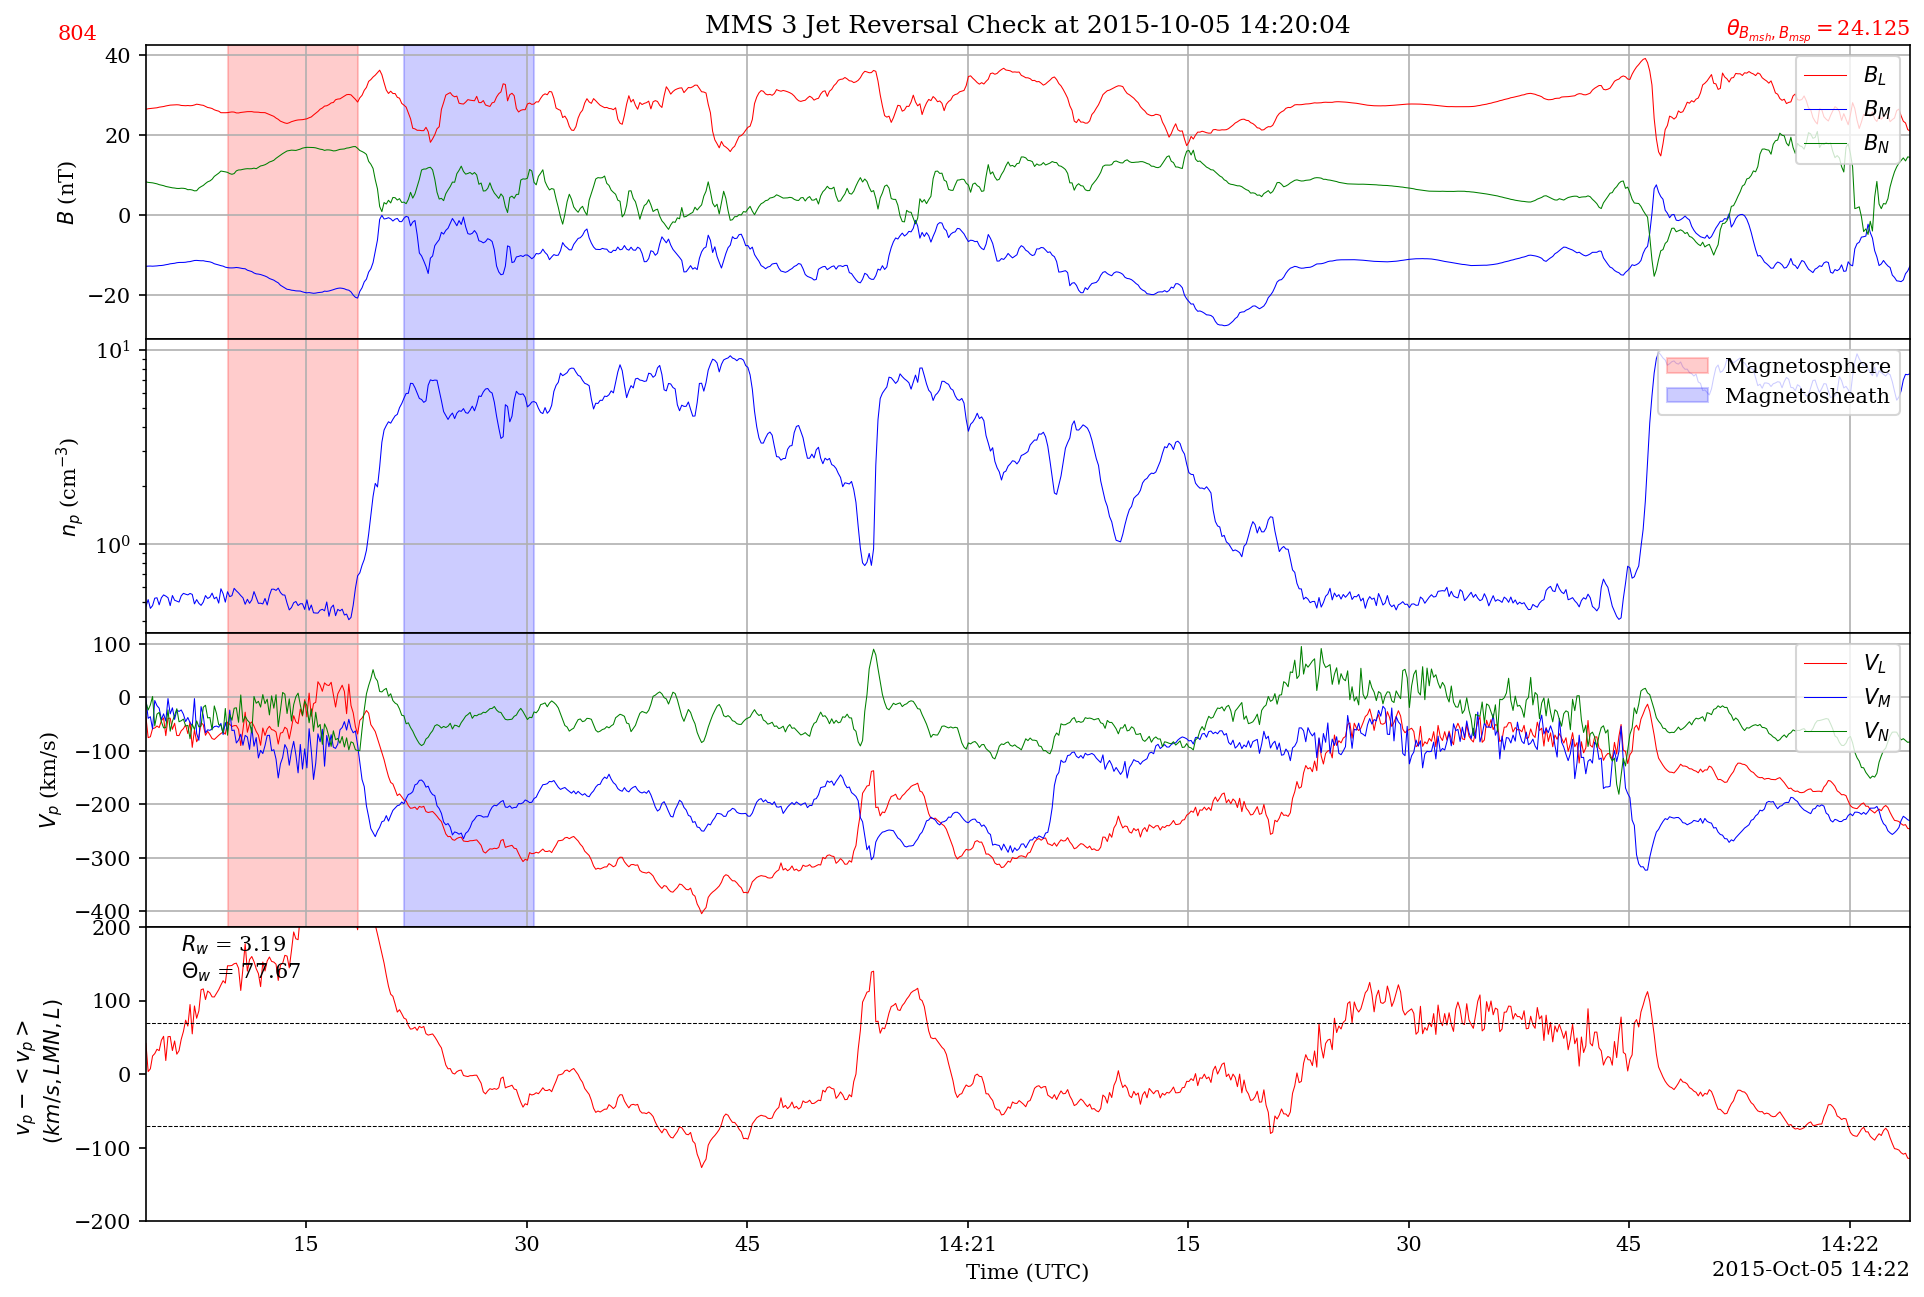 MMS 3 Jet Reversal Check at 2015-10-05 14:20:04
804
θ_{B_{msh}, B_{msp}} = 24.125
40
20
0
−20
B (nT)
B_L
B_M
B_N
10^1
10^0
n_p (cm^{−3})
Magnetosphere
Magnetosheath
100
0
−100
−200
−300
−400
V_p (km/s)
V_L
V_M
V_N
200
100
0
−100
−200
v_p − < v_p >
(km/s, LMN, L)
R_w = 3.19
Θ_w = 77.67
15
30
45
14:21
15
30
45
14:22
Time (UTC)
2015-Oct-05 14:22